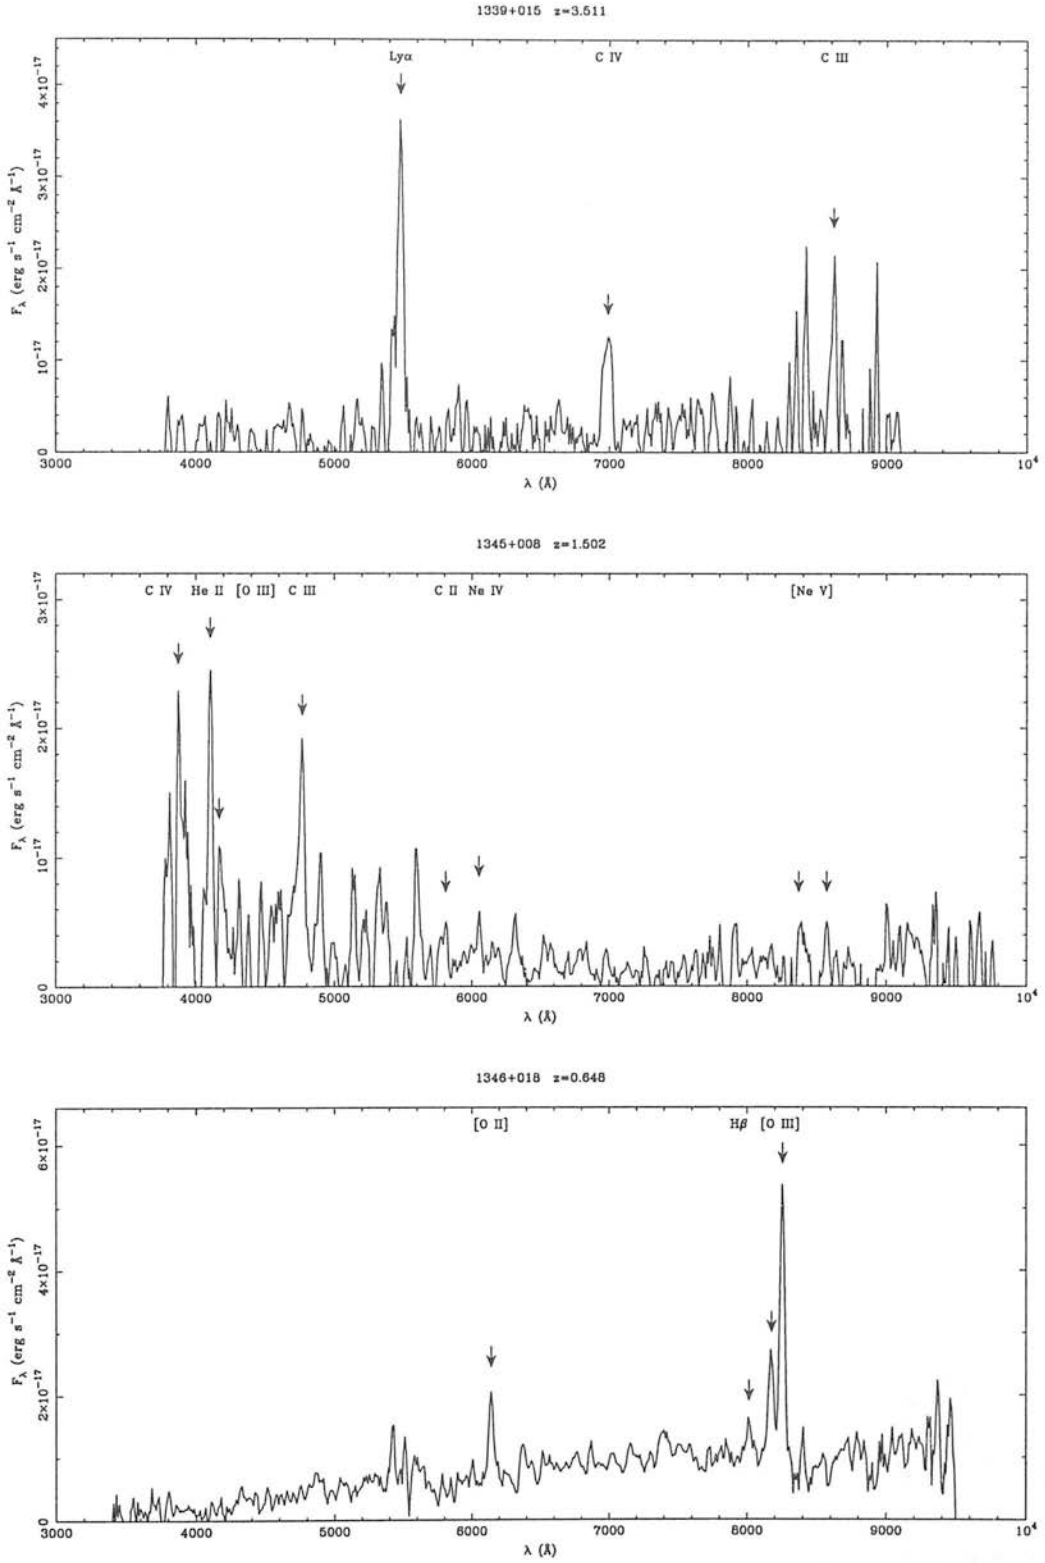 1339+015 z=3.511
Lyα C IV C III
4×10⁻¹⁷
3×10⁻¹⁷
2×10⁻¹⁷
10⁻¹⁷
0
F_λ (erg s⁻¹ cm⁻² Å⁻¹)
3000 4000 5000 6000 7000 8000 9000 10⁴
λ (Å)
1345+008 z=1.502
C IV He II [O III] C III C II Ne IV [Ne V]
3×10⁻¹⁷
2×10⁻¹⁷
10⁻¹⁷
0
F_λ (erg s⁻¹ cm⁻² Å⁻¹)
3000 4000 5000 6000 7000 8000 9000 10⁴
λ (Å)
1346+018 z=0.648
[O II] Hβ [O III]
6×10⁻¹⁷
4×10⁻¹⁷
2×10⁻¹⁷
0
F_λ (erg s⁻¹ cm⁻² Å⁻¹)
3000 4000 5000 6000 7000 8000 9000 10⁴
λ (Å)